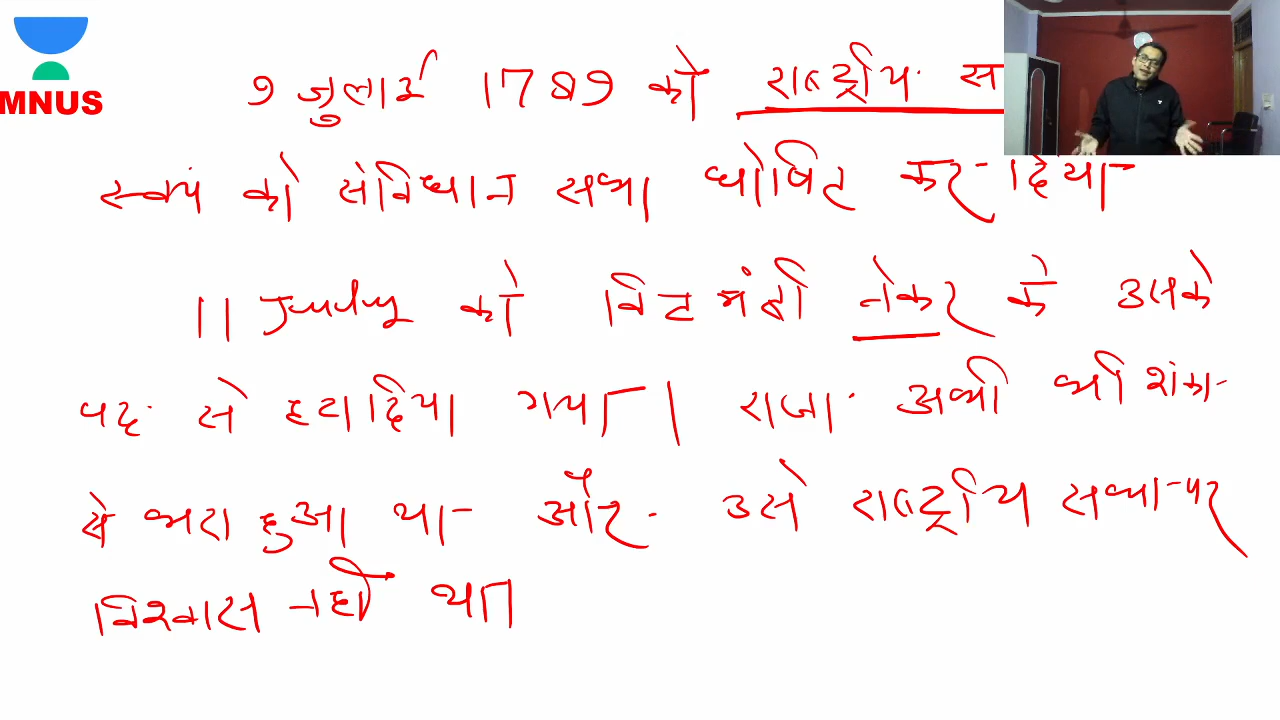 MNUS
9 जुलाई 1789 को राष्ट्रीय स
स्वयं को संविधान सभा घोषित कर दिया
11 July को वित्त मंत्री नेकर के उसके
पद से हटा दिया गया। राजा अभी भी शंका
से भरा हुआ था और उसे राष्ट्रीय सभा पर
विश्वास नहीं था